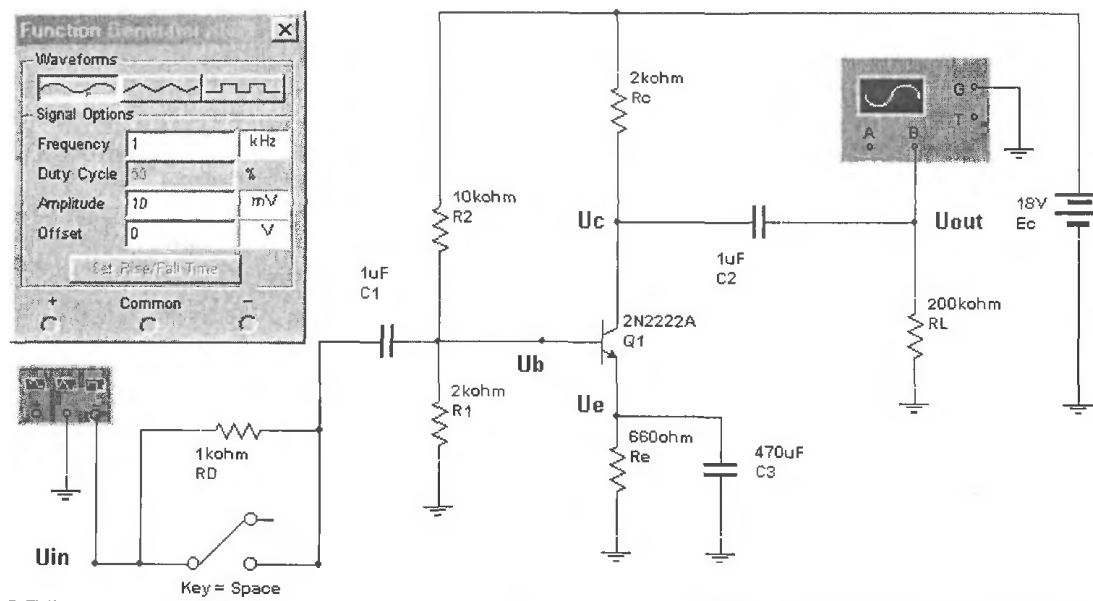 Function Generator
Waveforms
Signal Options
Frequency 1 kHz
Duty Cycle 50 %
Amplitude 10 mV
Offset 0 V
Set Rise/Fall Time
+ Common −
2kohm
Rc
10kohm
R2
1uF
C1
Uc
1uF
C2
A B G T
Uout
18V
Ec
200kohm
RL
2N2222A
Q1
Ub
2kohm
R1
Ue
660ohm
Re
470uF
C3
1kohm
RD
Uin
Key = Space